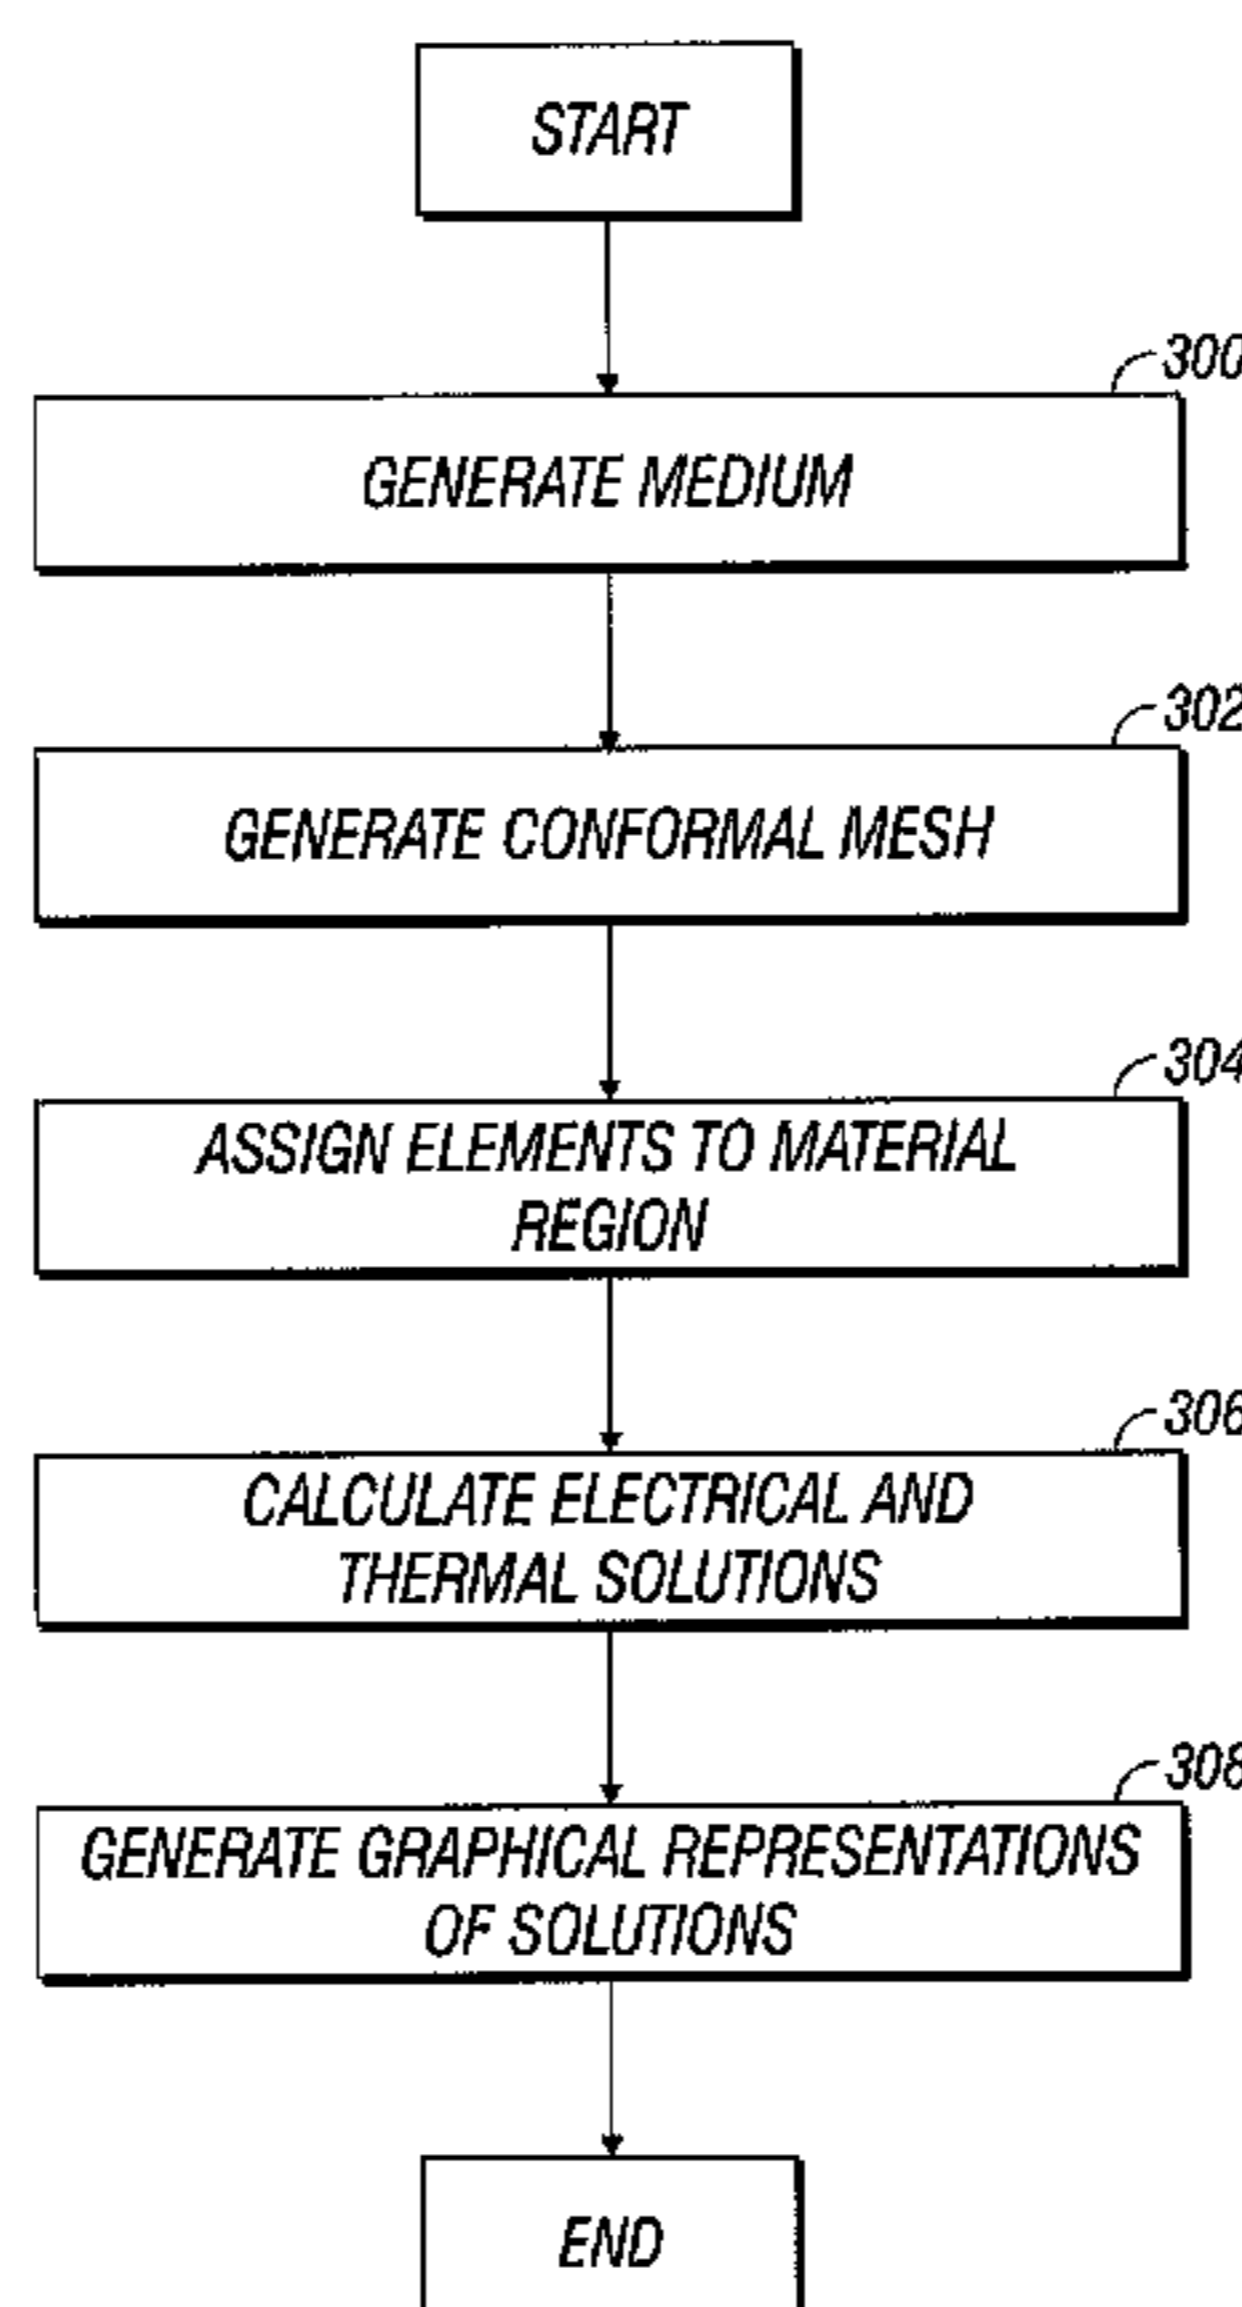 START
300
GENERATE MEDIUM
302
GENERATE CONFORMAL MESH
304
ASSIGN ELEMENTS TO MATERIAL
REGION
306
CALCULATE ELECTRICAL AND
THERMAL SOLUTIONS
308
GENERATE GRAPHICAL REPRESENTATIONS
OF SOLUTIONS
END